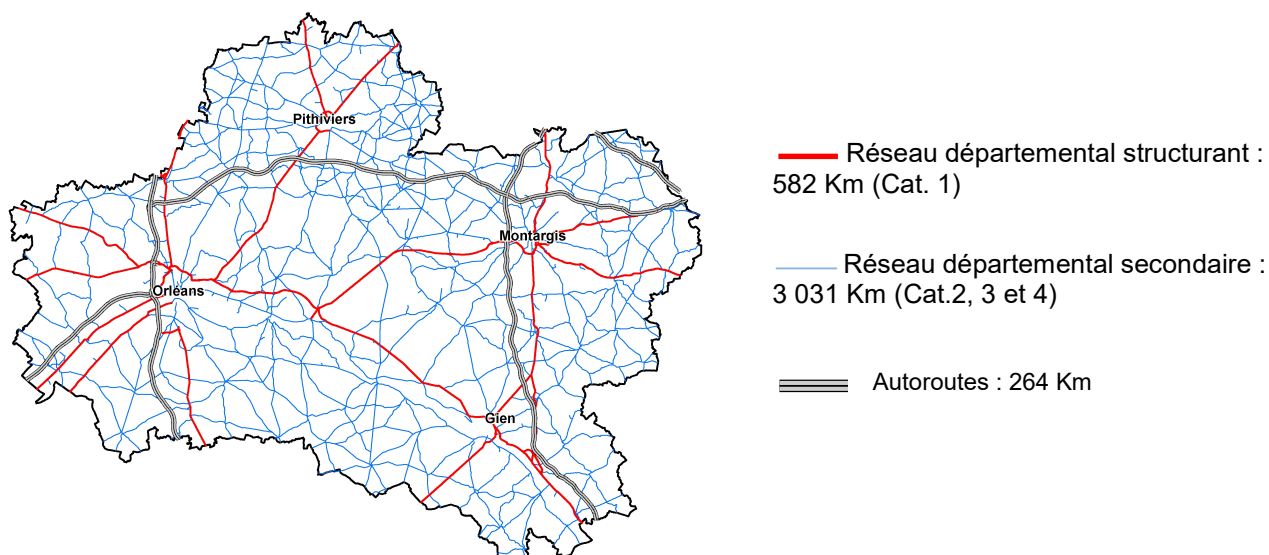 Pithiviers
Montargis
Orléans
Gien
Réseau départemental structurant :
582 Km (Cat. 1)
Réseau départemental secondaire :
3 031 Km (Cat.2, 3 et 4)
Autoroutes : 264 Km